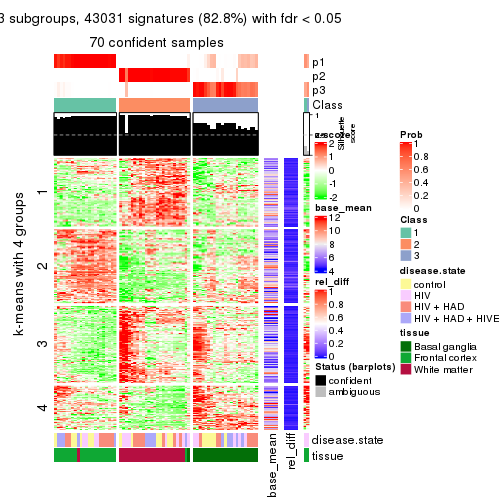 3 subgroups, 43031 signatures (82.8%) with fdr < 0.05
70 confident samples
p1
p2
p3
Class
1
Silhouette
score
k-means with 4 groups
1
2
3
4
z-score
2
1
0
-1
-2
base_mean
12
10
8
6
4
rel_diff
1
0.8
0.6
0.4
0.2
0
Status (barplots)
confident
ambiguous
Prob
1
0.8
0.6
0.4
0.2
0
Class
1
2
3
disease.state
control
HIV
HIV + HAD
HIV + HAD + HIVE
tissue
Basal ganglia
Frontal cortex
White matter
disease.state
tissue
base_mean
rel_diff